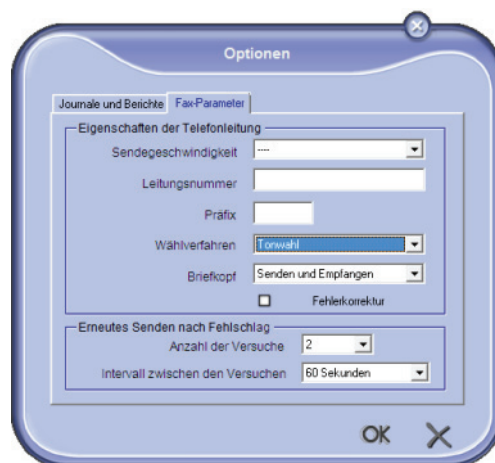 Optionen
Journale und Berichte Fax-Parameter
Eigenschaften der Telefonleitung
Sendegeschwindigkeit ----
Leitungsnummer
Präfix
Wählverfahren Tonwahl
Briefkopf Senden und Empfangen
Fehlerkorrektur
Erneutes Senden nach Fehlschlag
Anzahl der Versuche 2
Intervall zwischen den Versuchen 60 Sekunden
OK